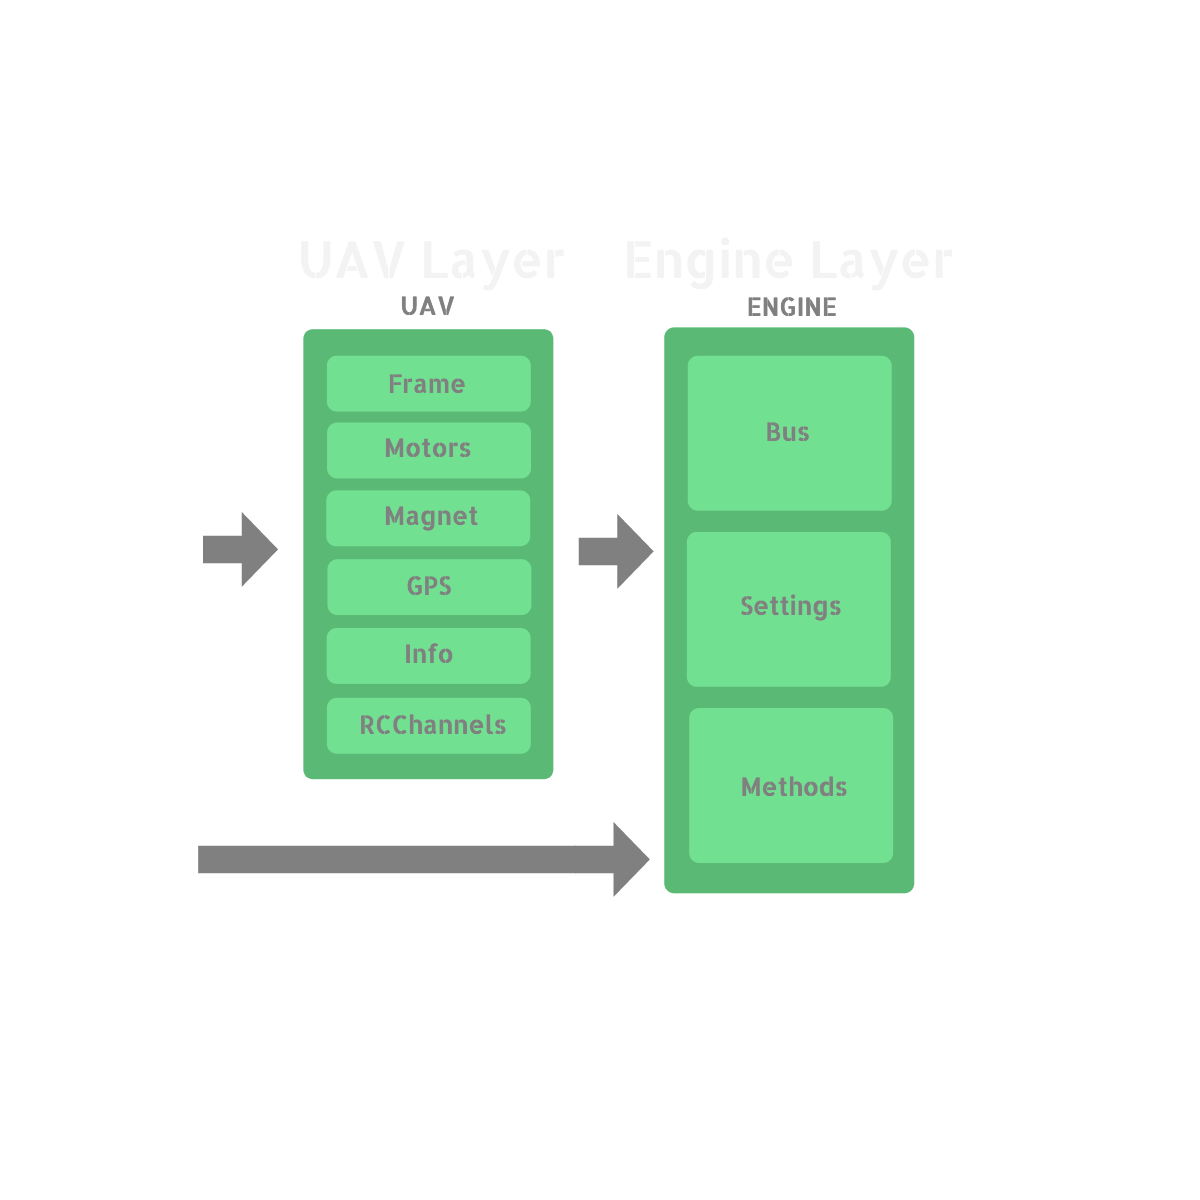 UAV Layer
UAV
Frame
Motors
Magnet
GPS
Info
RCChannels
Engine Layer
ENGINE
Bus
Settings
Methods